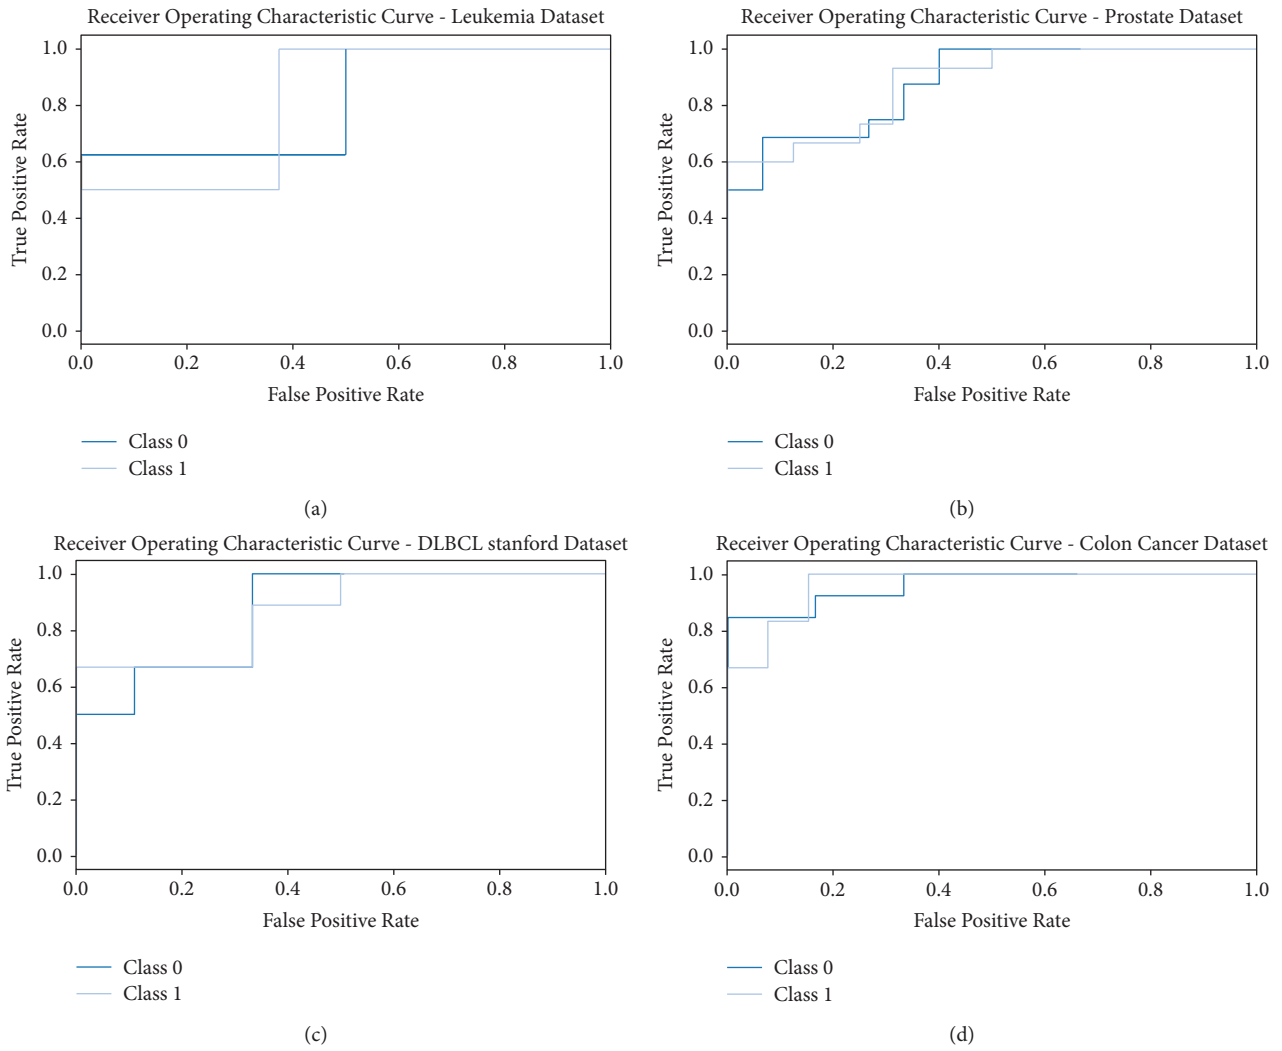 Receiver Operating Characteristic Curve - Leukemia Dataset
1.0
0.8
0.6
0.4
0.2
0.0
True Positive Rate
0.0 0.2 0.4 0.6 0.8 1.0
False Positive Rate
Class 0
Class 1
(a)
Receiver Operating Characteristic Curve - Prostate Dataset
1.0
0.8
0.6
0.4
0.2
0.0
True Positive Rate
0.0 0.2 0.4 0.6 0.8 1.0
False Positive Rate
Class 0
Class 1
(b)
Receiver Operating Characteristic Curve - DLBCL stanford Dataset
1.0
0.8
0.6
0.4
0.2
0.0
True Positive Rate
0.0 0.2 0.4 0.6 0.8 1.0
False Positive Rate
Class 0
Class 1
(c)
Receiver Operating Characteristic Curve - Colon Cancer Dataset
1.0
0.8
0.6
0.4
0.2
0.0
True Positive Rate
0.0 0.2 0.4 0.6 0.8 1.0
False Positive Rate
Class 0
Class 1
(d)